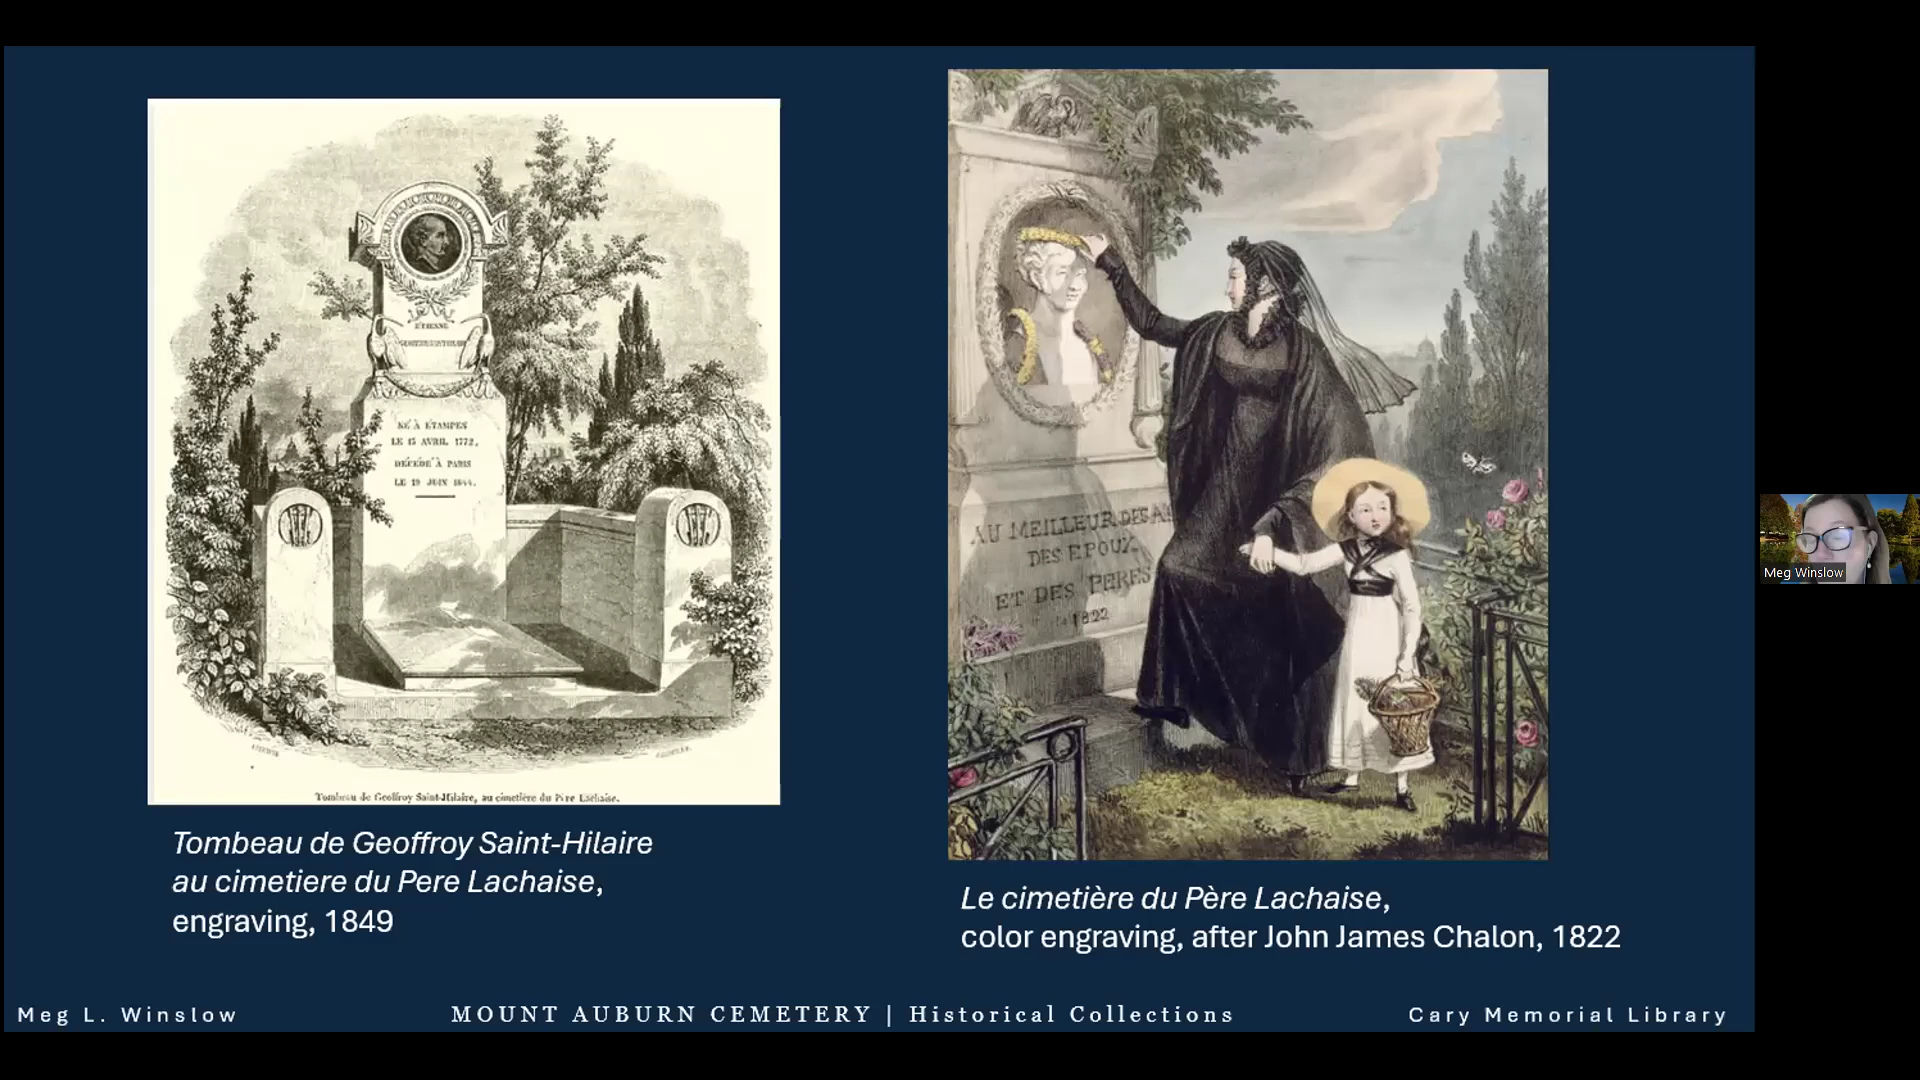 ÉTIENNE
NÉ À ÉTAMPES
LE 15 AVRIL 1772,
DÉCÉDÉ À PARIS
LE 19 JUIN 1844.
Tombeau de Geoffroy Saint-Hilaire, au cimetière du Père Lachaise.
Tombeau de Geoffroy Saint-Hilaire
au cimetiere du Pere Lachaise,
engraving, 1849
AU MEILLEUR DES A
DES EPOUX
ET DES PERES
1822
Le cimetière du Père Lachaise,
color engraving, after John James Chalon, 1822
Meg L. Winslow
MOUNT AUBURN CEMETERY | Historical Collections
Cary Memorial Library
Meg Winslow